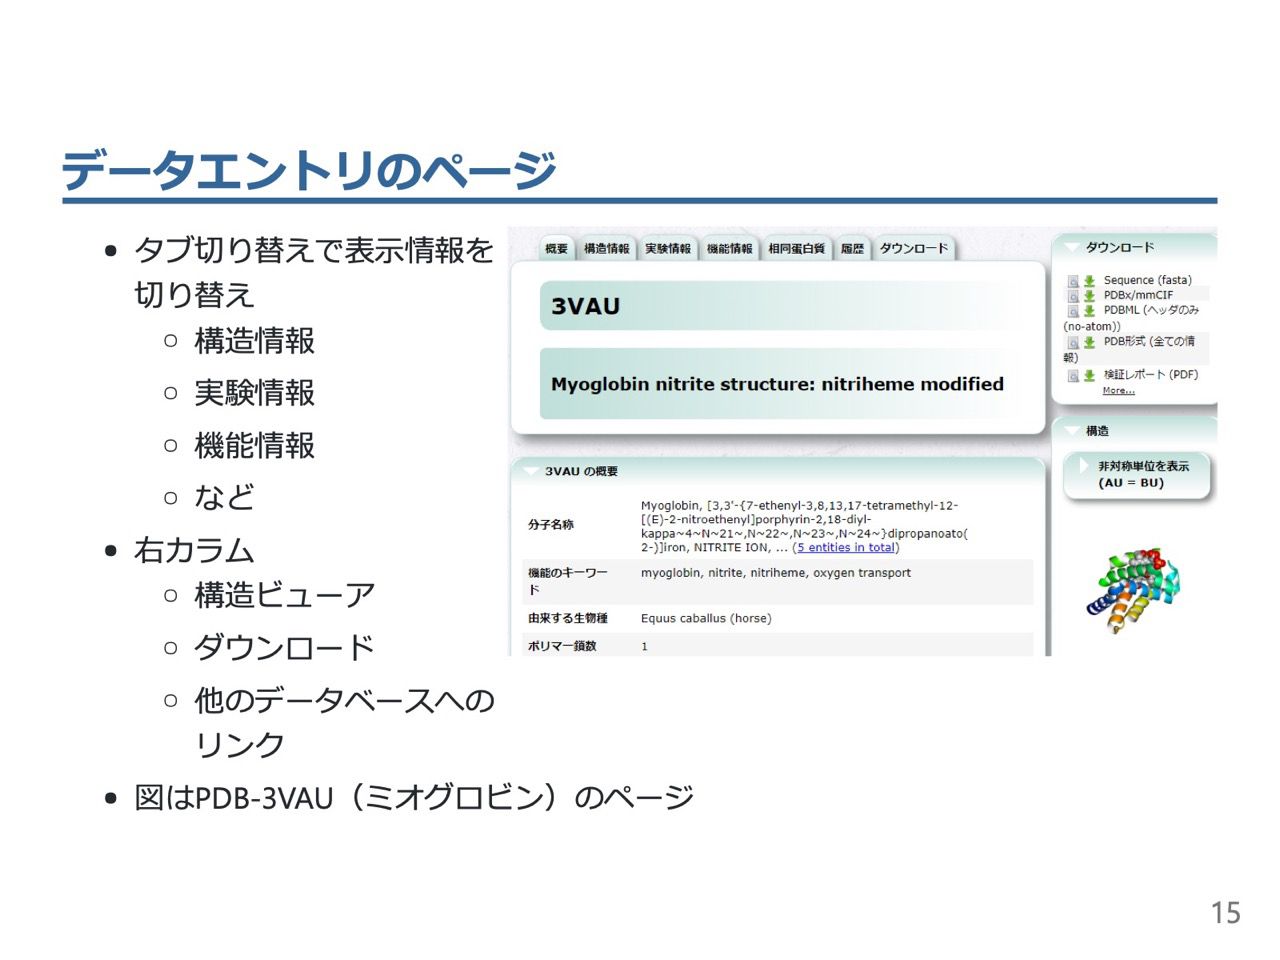 データエントリのページ
タブ切り替えで表示情報を
切り替え
構造情報
実験情報
機能情報
など
右カラム
構造ビューア
ダウンロード
他のデータベースへの
リンク
図はPDB-3VAU（ミオグロビン）のページ
概要 構造情報 実験情報 機能情報 相同蛋白質 履歴 ダウンロード
3VAU
Myoglobin nitrite structure: nitriheme modified
3VAU の概要
分子名称
Myoglobin, [3,3'-{7-ethenyl-3,8,13,17-tetramethyl-12-
[(E)-2-nitroethenyl]porphyrin-2,18-diyl-
kappa~4~N~21~,N~22~,N~23~,N~24~}dipropanoato(
2-)]iron, NITRITE ION, ... (5 entities in total)
機能のキーワー
ド
myoglobin, nitrite, nitriheme, oxygen transport
由来する生物種 Equus caballus (horse)
ポリマー鎖数 1
ダウンロード
Sequence (fasta)
PDBx/mmCIF
PDBML (ヘッダのみ
(no-atom))
PDB形式 (全ての情
報)
検証レポート (PDF)
More...
構造
非対称単位を表示
(AU = BU)
15